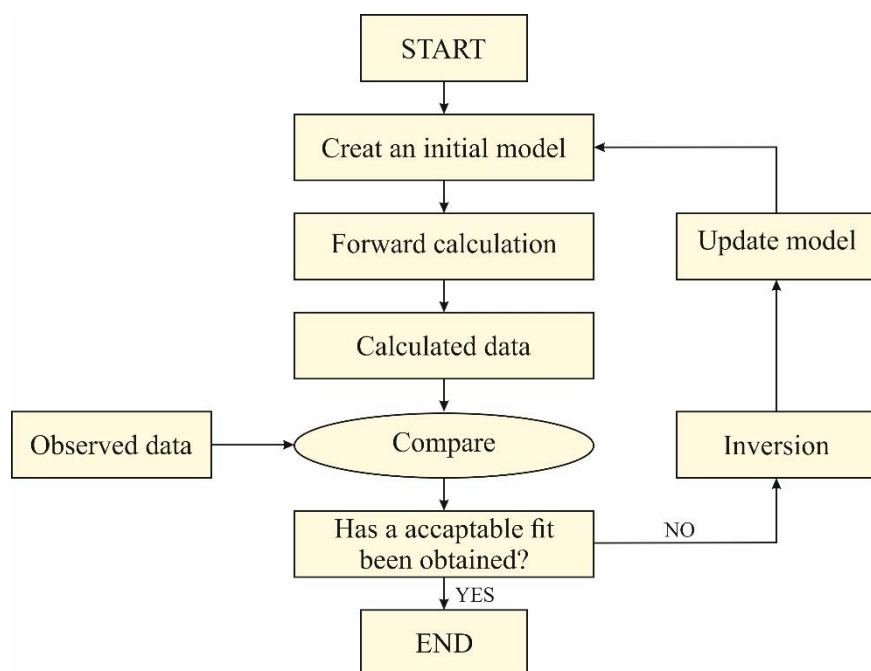 START
Creat an initial model
Forward calculation
Update model
Calculated data
Observed data
Compare
Inversion
Has a accaptable fit
been obtained?
NO
YES
END